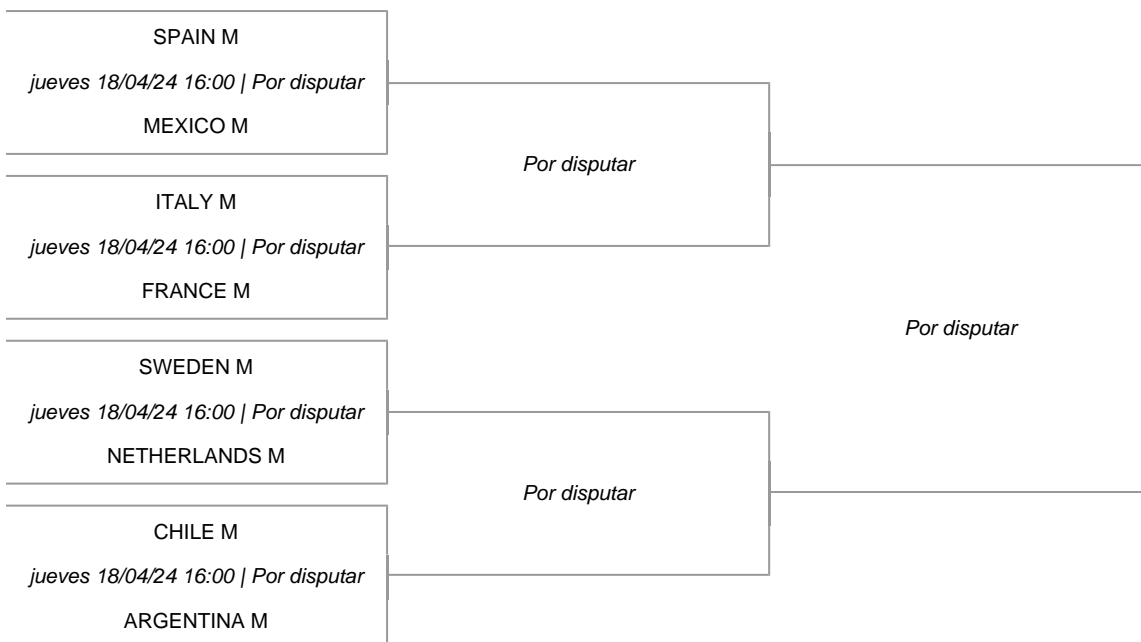 SPAIN M
jueves 18/04/24 16:00 | Por disputar
MEXICO M
Por disputar
ITALY M
jueves 18/04/24 16:00 | Por disputar
FRANCE M
Por disputar
SWEDEN M
jueves 18/04/24 16:00 | Por disputar
NETHERLANDS M
Por disputar
CHILE M
jueves 18/04/24 16:00 | Por disputar
ARGENTINA M